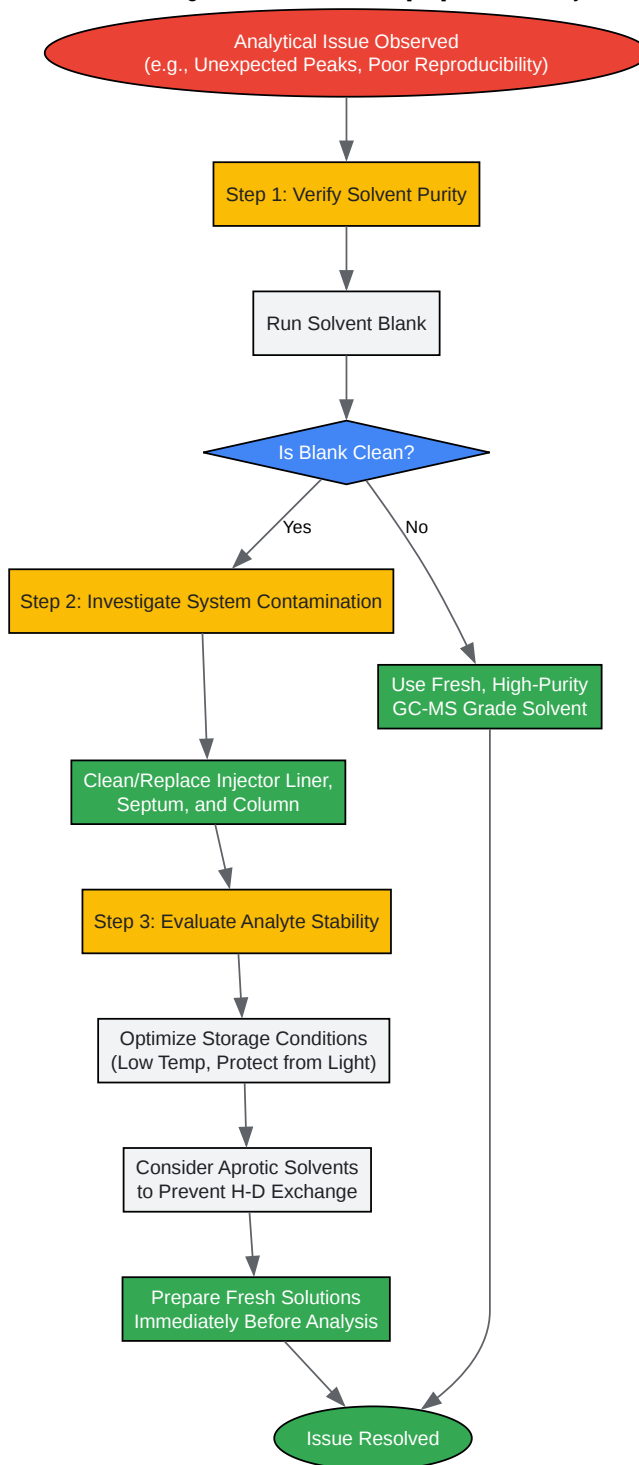 Analytical Issue Observed
(e.g., Unexpected Peaks, Poor Reproducibility)
Step 1: Verify Solvent Purity
Run Solvent Blank
Is Blank Clean?
Yes
No
Step 2: Investigate System Contamination
Use Fresh, High-Purity
GC-MS Grade Solvent
Clean/Replace Injector Liner,
Septum, and Column
Step 3: Evaluate Analyte Stability
Optimize Storage Conditions
(Low Temp, Protect from Light)
Consider Aprotic Solvents
to Prevent H-D Exchange
Prepare Fresh Solutions
Immediately Before Analysis
Issue Resolved